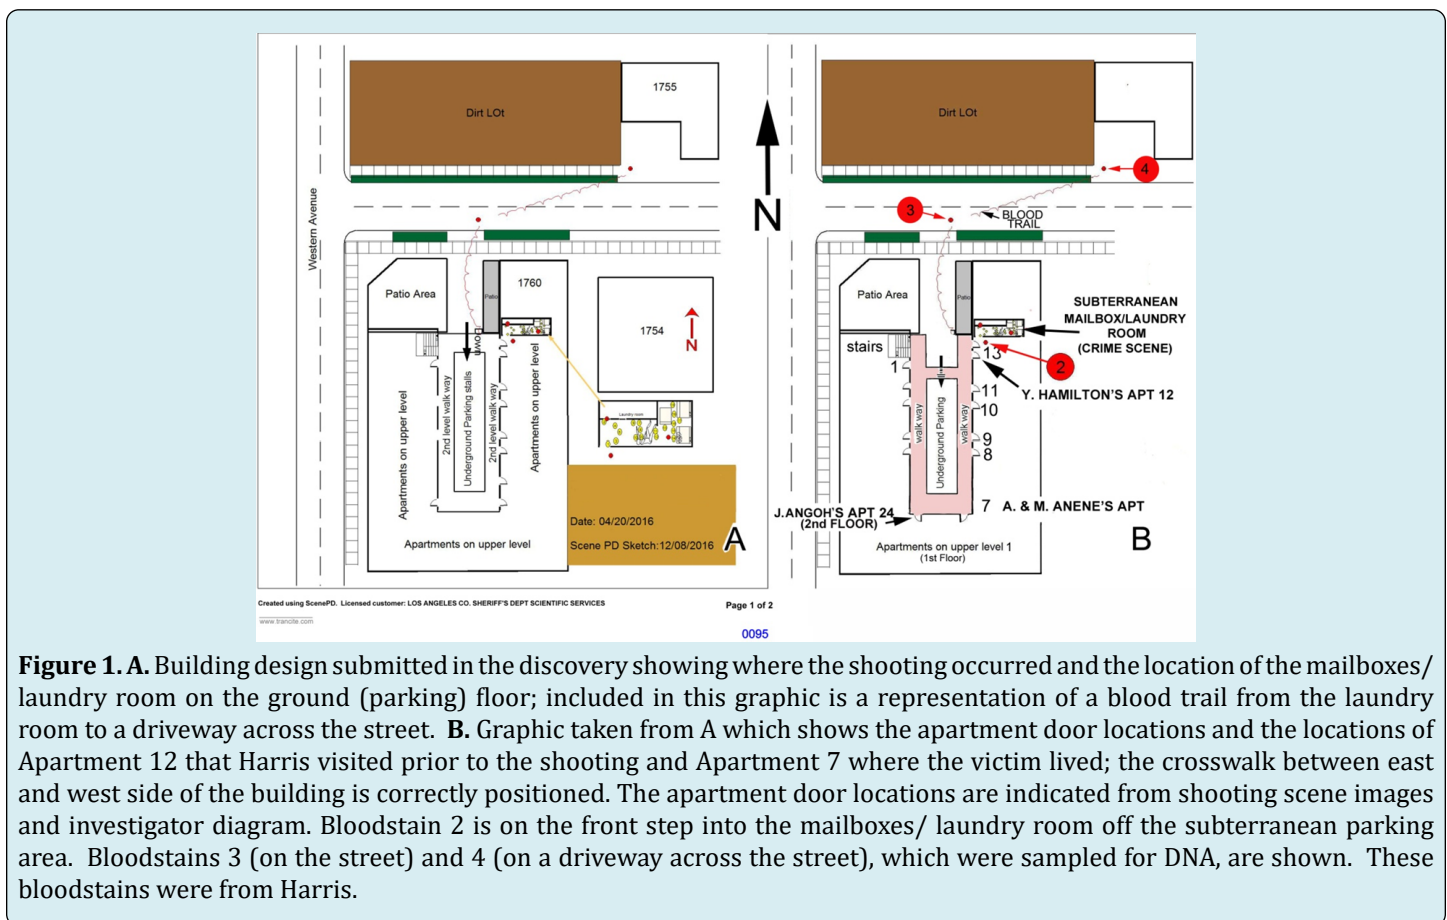 1755
Dirt LOt
Western Avenue
N
Patio Area
Patio
1760
1754
N
down
2nd level walk way
Underground Parking stalls
2nd level walk way
Apartments on upper level
Apartments on upper level
Laundry room
Apartments on upper level
Date: 04/20/2016
Scene PD Sketch:12/08/2016
A
Created using ScenePD. Licensed customer: LOS ANGELES CO. SHERIFF'S DEPT SCIENTIFIC SERVICES
www.trancite.com
Page 1 of 2
0095
Dirt LOt
4
3
BLOOD
TRAIL
Patio Area
Patio
SUBTERRANEAN
MAILBOX/LAUNDRY
ROOM
(CRIME SCENE)
stairs
1
13
2
Y. HAMILTON'S APT 12
11
10
walk way
Underground Parking
walk way
9
8
7
A. & M. ANENE'S APT
J.ANGOH'S APT 24
(2nd FLOOR)
Apartments on upper level 1
(1st Floor)
B
Figure 1. A. Building design submitted in the discovery showing where the shooting occurred and the location of the mailboxes/
laundry room on the ground (parking) floor; included in this graphic is a representation of a blood trail from the laundry
room to a driveway across the street. B. Graphic taken from A which shows the apartment door locations and the locations of
Apartment 12 that Harris visited prior to the shooting and Apartment 7 where the victim lived; the crosswalk between east
and west side of the building is correctly positioned. The apartment door locations are indicated from shooting scene images
and investigator diagram. Bloodstain 2 is on the front step into the mailboxes/ laundry room off the subterranean parking
area. Bloodstains 3 (on the street) and 4 (on a driveway across the street), which were sampled for DNA, are shown. These
bloodstains were from Harris.